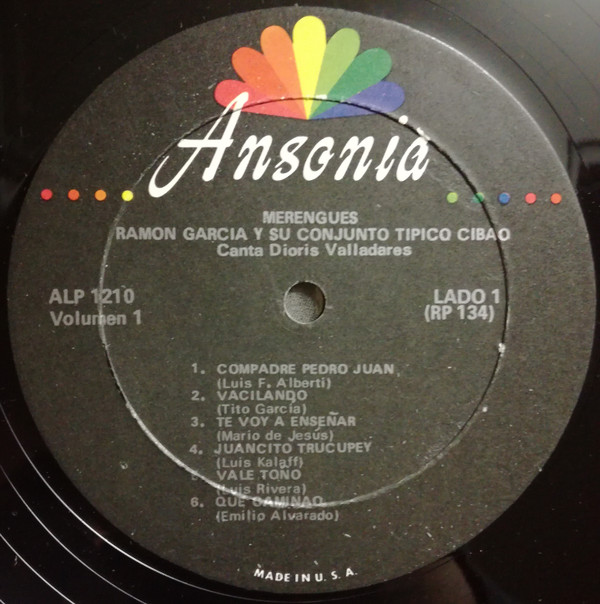 Ansonia
MERENGUES
RAMON GARCIA Y SU CONJUNTO TIPICO CIBAO
Canta Dioris Valladares
ALP 1210
Volumen 1
LADO 1
(RP 134)
1. COMPADRE PEDRO JUAN
(Luis F. Alberti)
2. VACILANDO
(Tito García)
3. TE VOY A ENSEÑAR
(Mario de Jesús)
4. JUANCITO TRUCUPEY
(Luis Kalaff)
VALE TOÑO
(Luis Rivera)
6. QUE CAMINAO
(Emilio Alvarado)
MADE IN U. S. A.